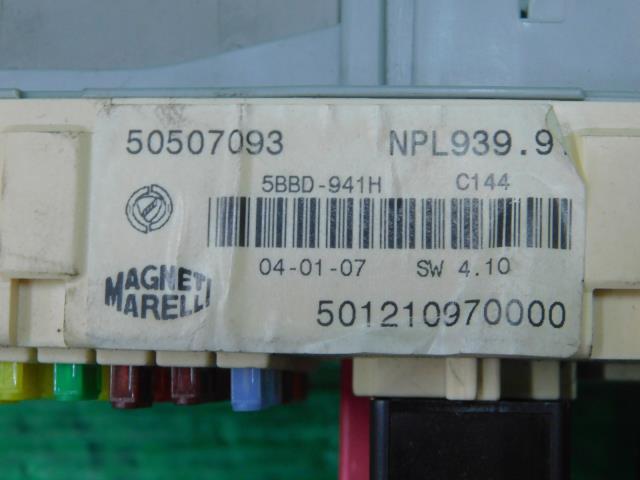 50507093 NPL939.9
5BBD-941H C144
04-01-07 SW 4.10
MAGNETI
MARELLI
501210970000